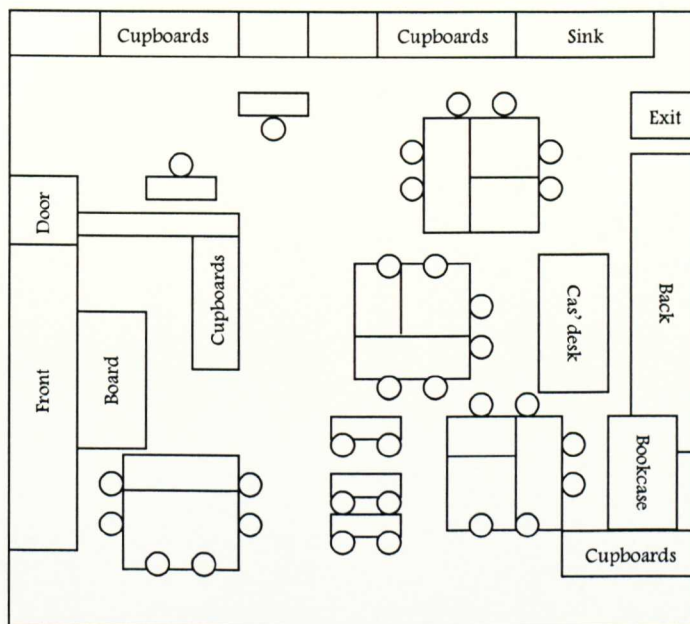 Cupboards
Cupboards
Sink
Exit
Door
Cupboards
Cas' desk
Back
Front
Board
Bookcase
Cupboards